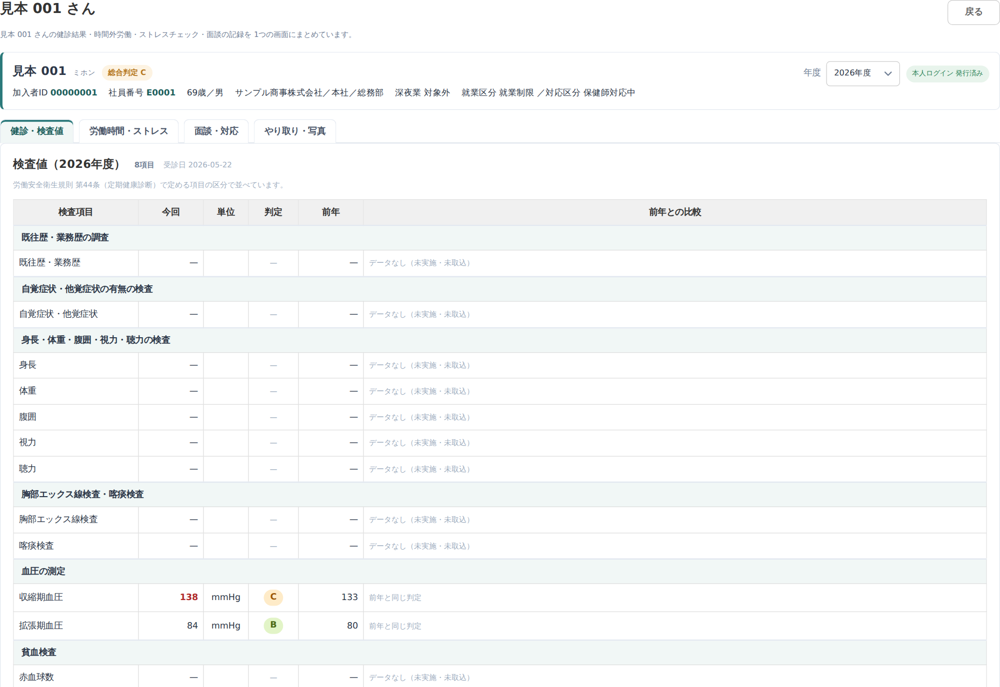 見本 001 さん
戻る
見本 001 さんの健診結果・時間外労働・ストレスチェック・面談の記録を 1つの画面にまとめています。
見本 001 ミホン 総合判定 C 年度 2026年度 本人ログイン 発行済み
加入者ID 00000001 社員番号 E0001 69歳／男 サンプル商事株式会社／本社／総務部 深夜業 対象外 就業区分 就業制限 ／対応区分 保健師対応中
健診・検査値 労働時間・ストレス 面談・対応 やり取り・写真
検査値（2026年度） 8項目 受診日 2026-05-22
労働安全衛生規則 第44条（定期健康診断）で定める項目の区分で並べています。
検査項目 今回 単位 判定 前年 前年との比較
既往歴・業務歴の調査
既往歴・業務歴 — — — データなし（未実施・未取込）
自覚症状・他覚症状の有無の検査
自覚症状・他覚症状 — — — データなし（未実施・未取込）
身長・体重・腹囲・視力・聴力の検査
身長 — — — データなし（未実施・未取込）
体重 — — — データなし（未実施・未取込）
腹囲 — — — データなし（未実施・未取込）
視力 — — — データなし（未実施・未取込）
聴力 — — — データなし（未実施・未取込）
胸部エックス線検査・喀痰検査
胸部エックス線検査 — — — データなし（未実施・未取込）
喀痰検査 — — — データなし（未実施・未取込）
血圧の測定
収縮期血圧 138 mmHg C 133 前年と同じ判定
拡張期血圧 84 mmHg B 80 前年と同じ判定
貧血検査
赤血球数 — — — データなし（未実施・未取込）